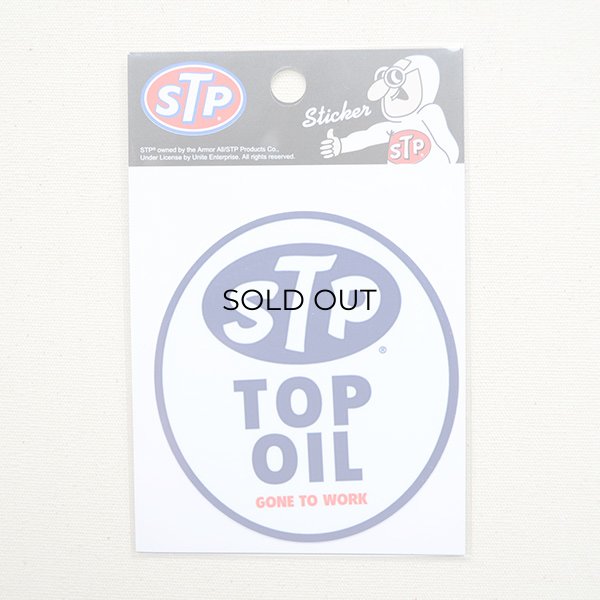 STP®
Sticker
STP
STP® owned by the Armor All/STP Products Co.,
Under License by Unite Enterprise. All rights reserved.
STP®
SOLD OUT
TOP
OIL
GONE TO WORK